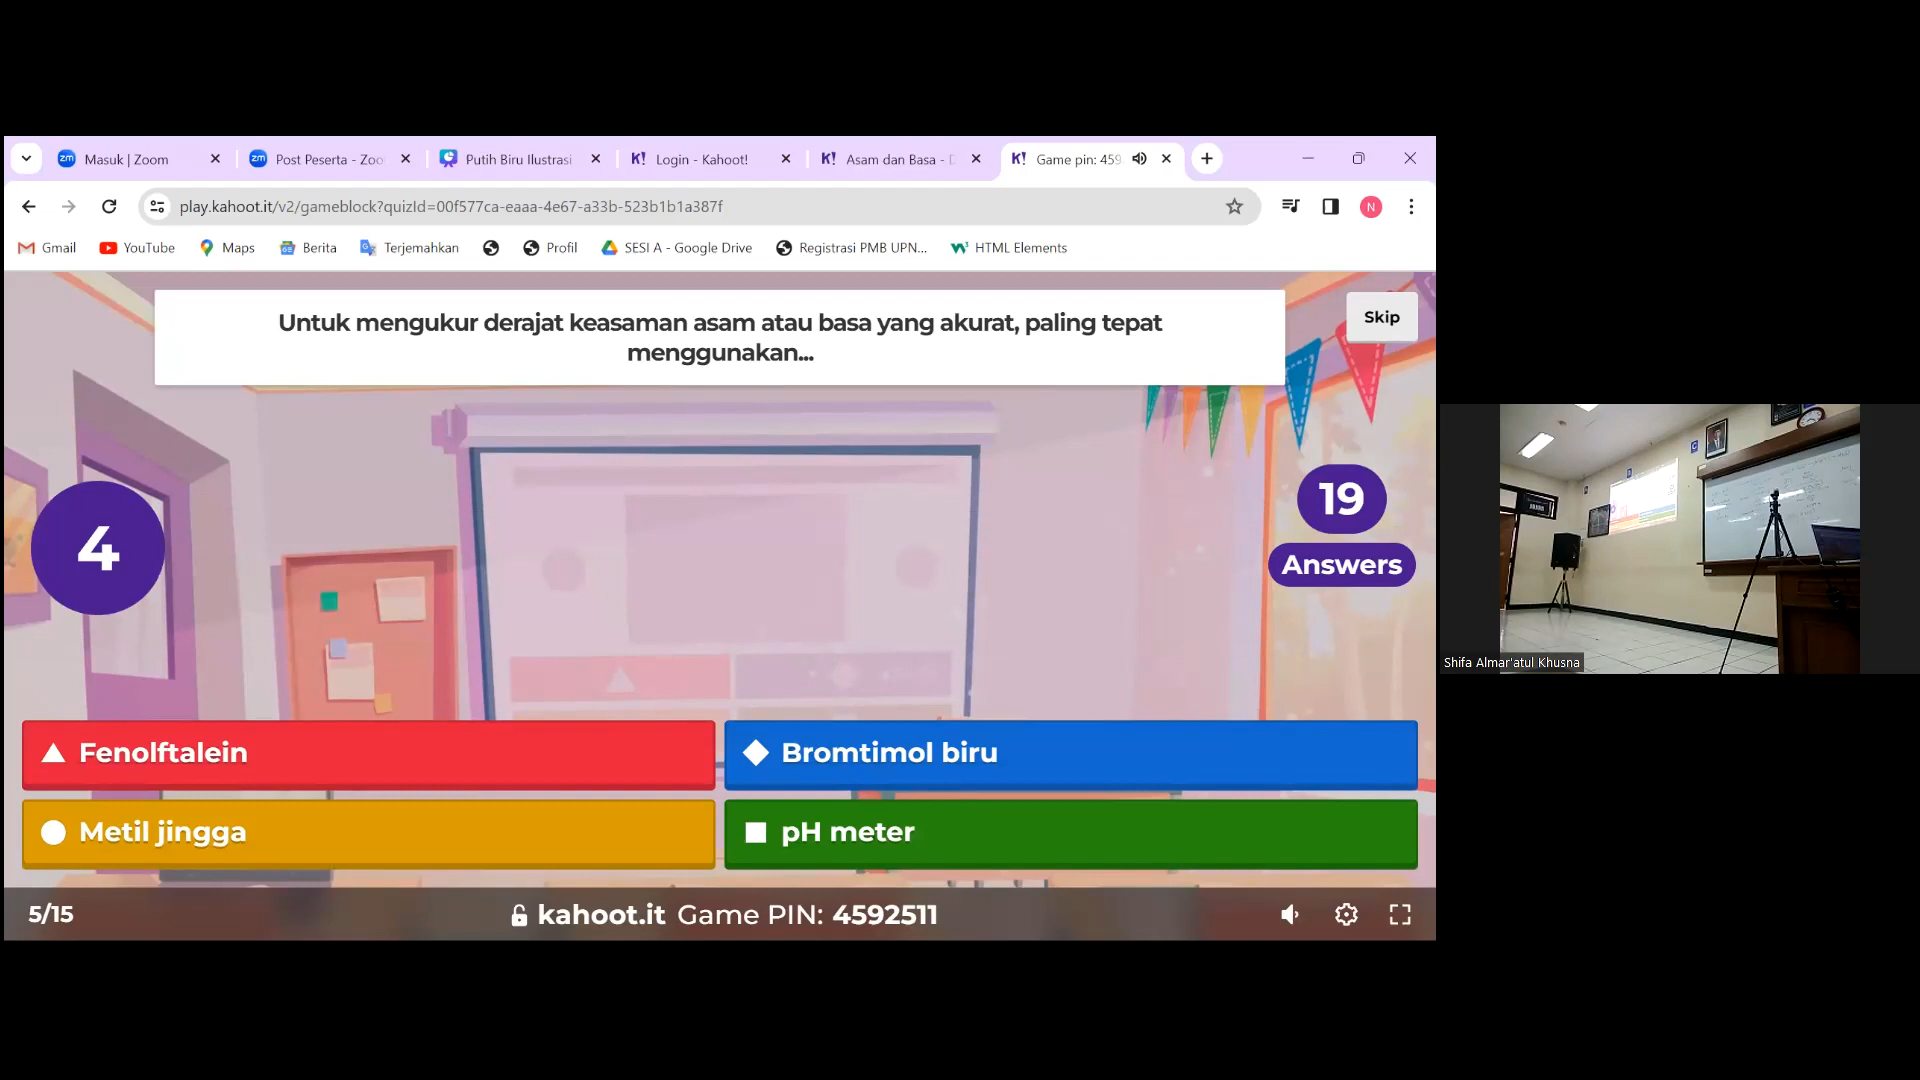 Masuk | Zoom
Post Peserta - Zoo
Putih Biru Ilustrasi
K! Login - Kahoot!
K! Asam dan Basa - D
K! Game pin: 459
play.kahoot.it/v2/gameblock?quizId=00f577ca-eaaa-4e67-a33b-523b1b1a387f
N
Gmail
YouTube
Maps
Berita
Terjemahkan
Profil
SESI A - Google Drive
Registrasi PMB UPN...
HTML Elements
Untuk mengukur derajat keasaman asam atau basa yang akurat, paling tepat
menggunakan...
Skip
4
19
Answers
Fenolftalein
Bromtimol biru
Metil jingga
pH meter
5/15
kahoot.it Game PIN: 4592511
Shifa Almar'atul Khusna